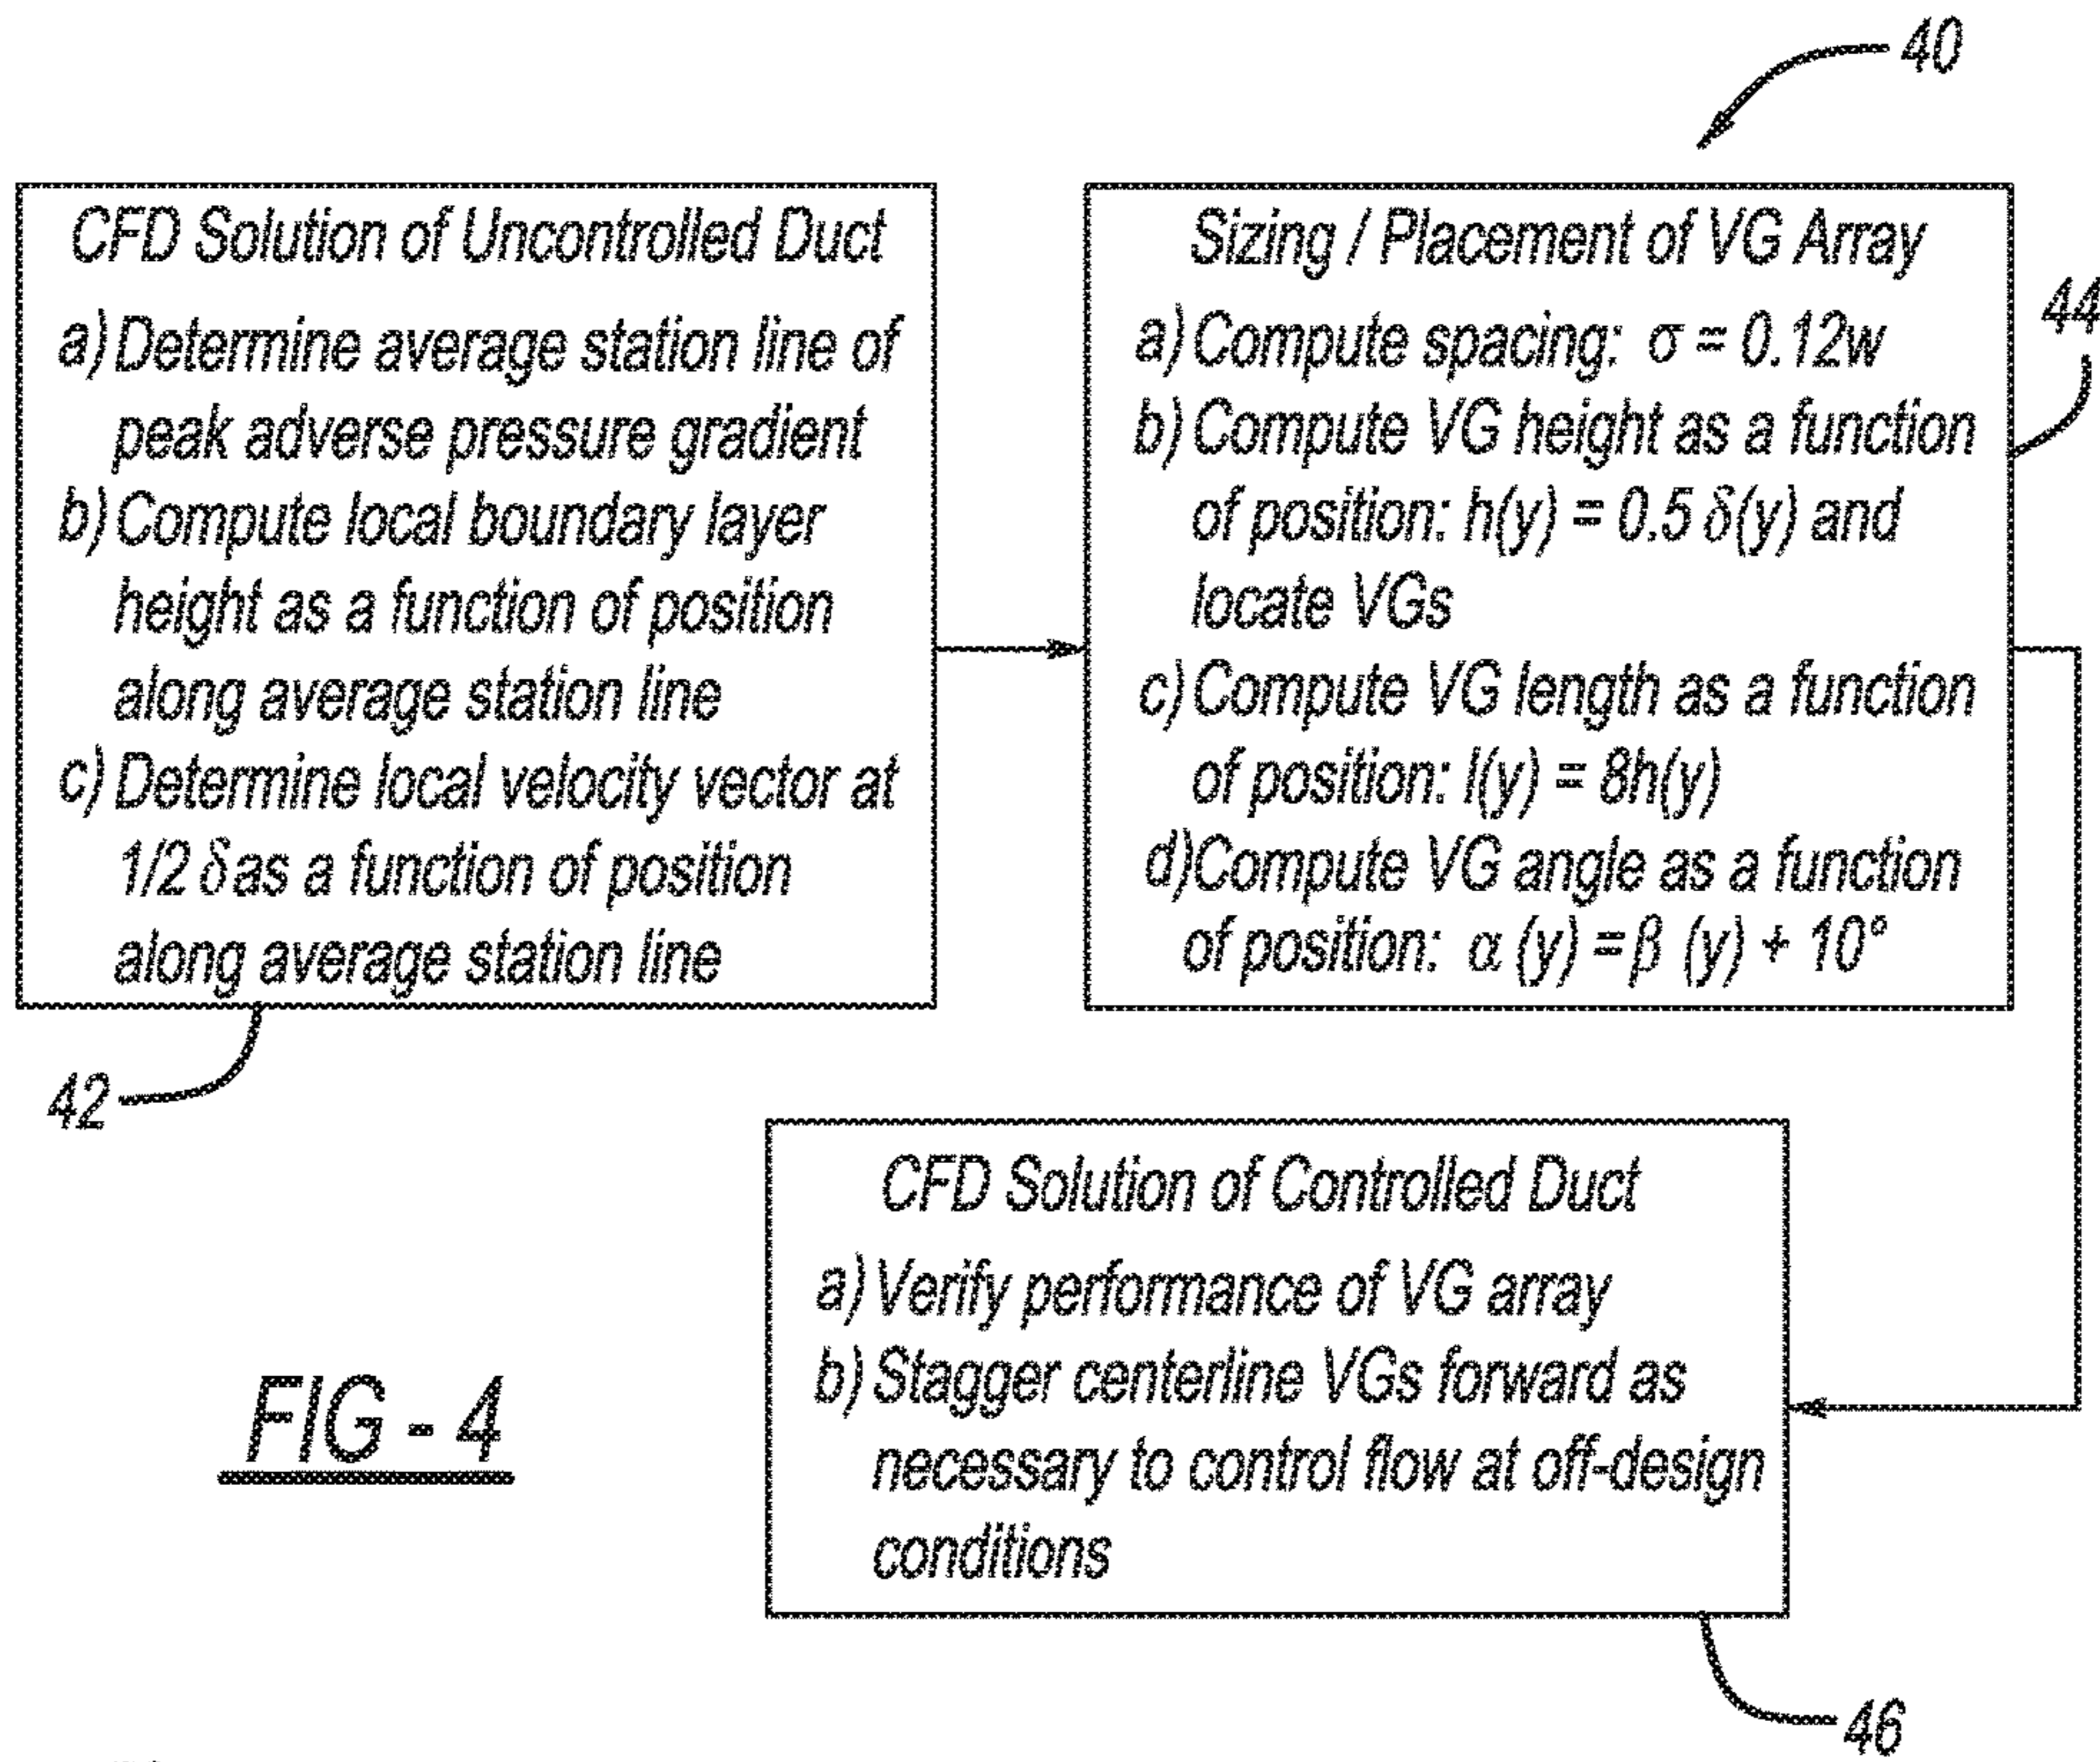 40
CFD Solution of Uncontrolled Duct
a) Determine average station line of
peak adverse pressure gradient
b) Compute local boundary layer
height as a function of position
along average station line
c) Determine local velocity vector at
1/2 δ as a function of position
along average station line
42
Sizing / Placement of VG Array
a) Compute spacing: σ = 0.12w
b) Compute VG height as a function
of position: h(y) = 0.5 δ(y) and
locate VGs
c) Compute VG length as a function
of position: l(y) = 8h(y)
d) Compute VG angle as a function
of position: α (y) = β (y) + 10°
44
CFD Solution of Controlled Duct
a) Verify performance of VG array
b) Stagger centerline VGs forward as
necessary to control flow at off-design
conditions
46
FIG - 4